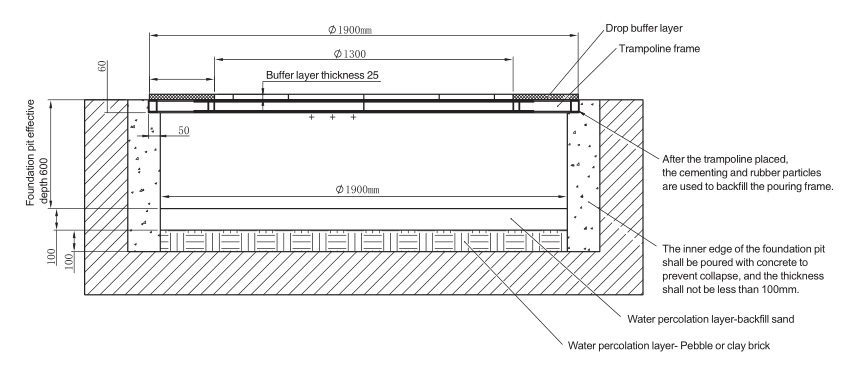 Φ1900mm
Drop buffer layer
Φ1300
Trampoline frame
60
Buffer layer thickness 25
50
Foundation pit effective
depth 600
After the trampoline placed,
the cementing and rubber particles
are used to backfill the pouring frame.
Φ1900mm
100
100
The inner edge of the foundation pit
shall be poured with concrete to
prevent collapse, and the thickness
shall not be less than 100mm.
Water percolation layer-backfill sand
Water percolation layer- Pebble or clay brick